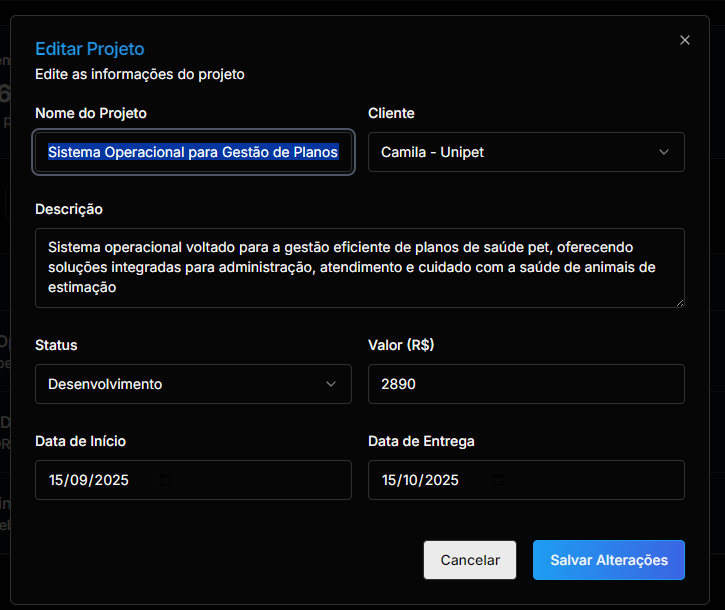 Editar Projeto
Edite as informações do projeto
Nome do Projeto
Cliente
Sistema Operacional para Gestão de Planos
Camila - Unipet
Descrição
Sistema operacional voltado para a gestão eficiente de planos de saúde pet, oferecendo
soluções integradas para administração, atendimento e cuidado com a saúde de animais de
estimação
Status
Valor (R$)
Desenvolvimento
2890
Data de Início
Data de Entrega
15/09/2025
15/10/2025
Cancelar
Salvar Alterações